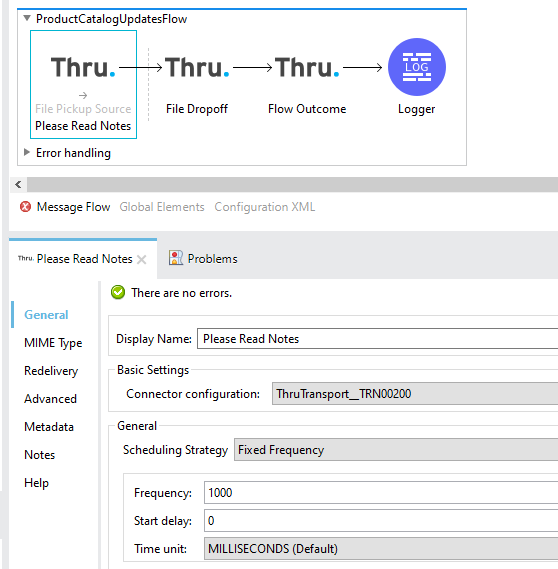 ProductCatalogUpdatesFlow
Thru. Thru. Thru. LOG
File Pickup Source File Dropoff Flow Outcome Logger
Please Read Notes
Error handling
Message Flow Global Elements Configuration XML
Thru. Please Read Notes Problems
There are no errors.
General
MIME Type
Redelivery
Advanced
Metadata
Notes
Help
Display Name: Please Read Notes
Basic Settings
Connector configuration: ThruTransport__TRN00200
General
Scheduling Strategy Fixed Frequency
Frequency: 1000
Start delay: 0
Time unit: MILLISECONDS (Default)